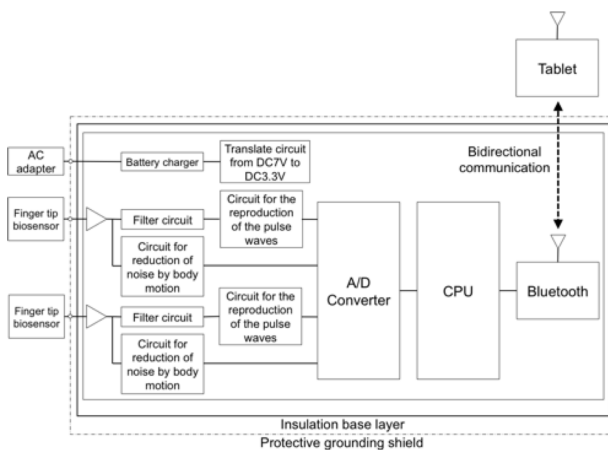 Tablet
Bidirectional
communication
AC
adapter
Battery charger
Translate circuit
from DC7V to
DC3.3V
Finger tip
biosensor
Filter circuit
Circuit for the
reproduction
of the pulse
waves
Circuit for
reduction of
noise by body
motion
A/D
Converter
CPU
Bluetooth
Finger tip
biosensor
Filter circuit
Circuit for the
reproduction
of the pulse
waves
Circuit for
reduction of
noise by body
motion
Insulation base layer
Protective grounding shield